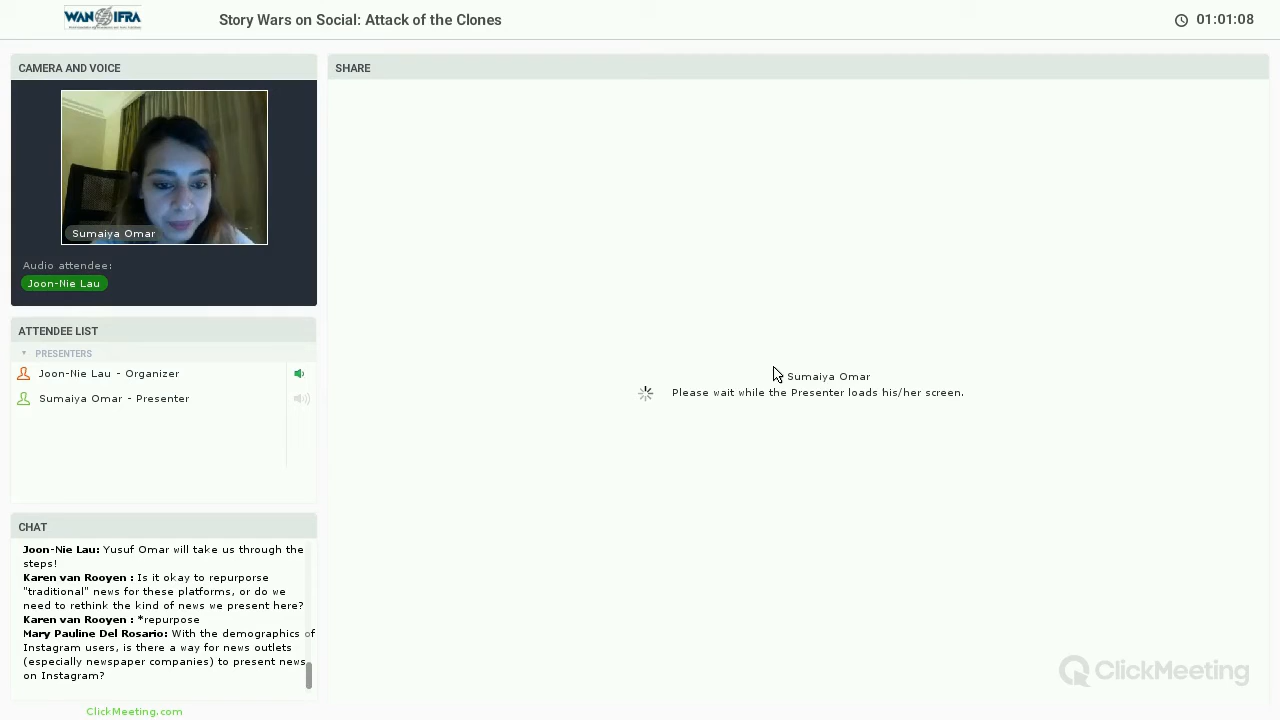 WAN IFRA
Story Wars on Social: Attack of the Clones
01:01:08
CAMERA AND VOICE
Sumaiya Omar
Audio attendee:
Joon-Nie Lau
ATTENDEE LIST
PRESENTERS
Joon-Nie Lau - Organizer
Sumaiya Omar - Presenter
CHAT
Joon-Nie Lau: Yusuf Omar will take us through the
steps!
Karen van Rooyen : Is it okay to repurporse
"traditional" news for these platforms, or do we
need to rethink the kind of news we present here?
Karen van Rooyen : *repurpose
Mary Pauline Del Rosario: With the demographics of
Instagram users, is there a way for news outlets
(especially newspaper companies) to present news
on Instagram?
ClickMeeting.com
SHARE
Sumaiya Omar
Please wait while the Presenter loads his/her screen.
ClickMeeting